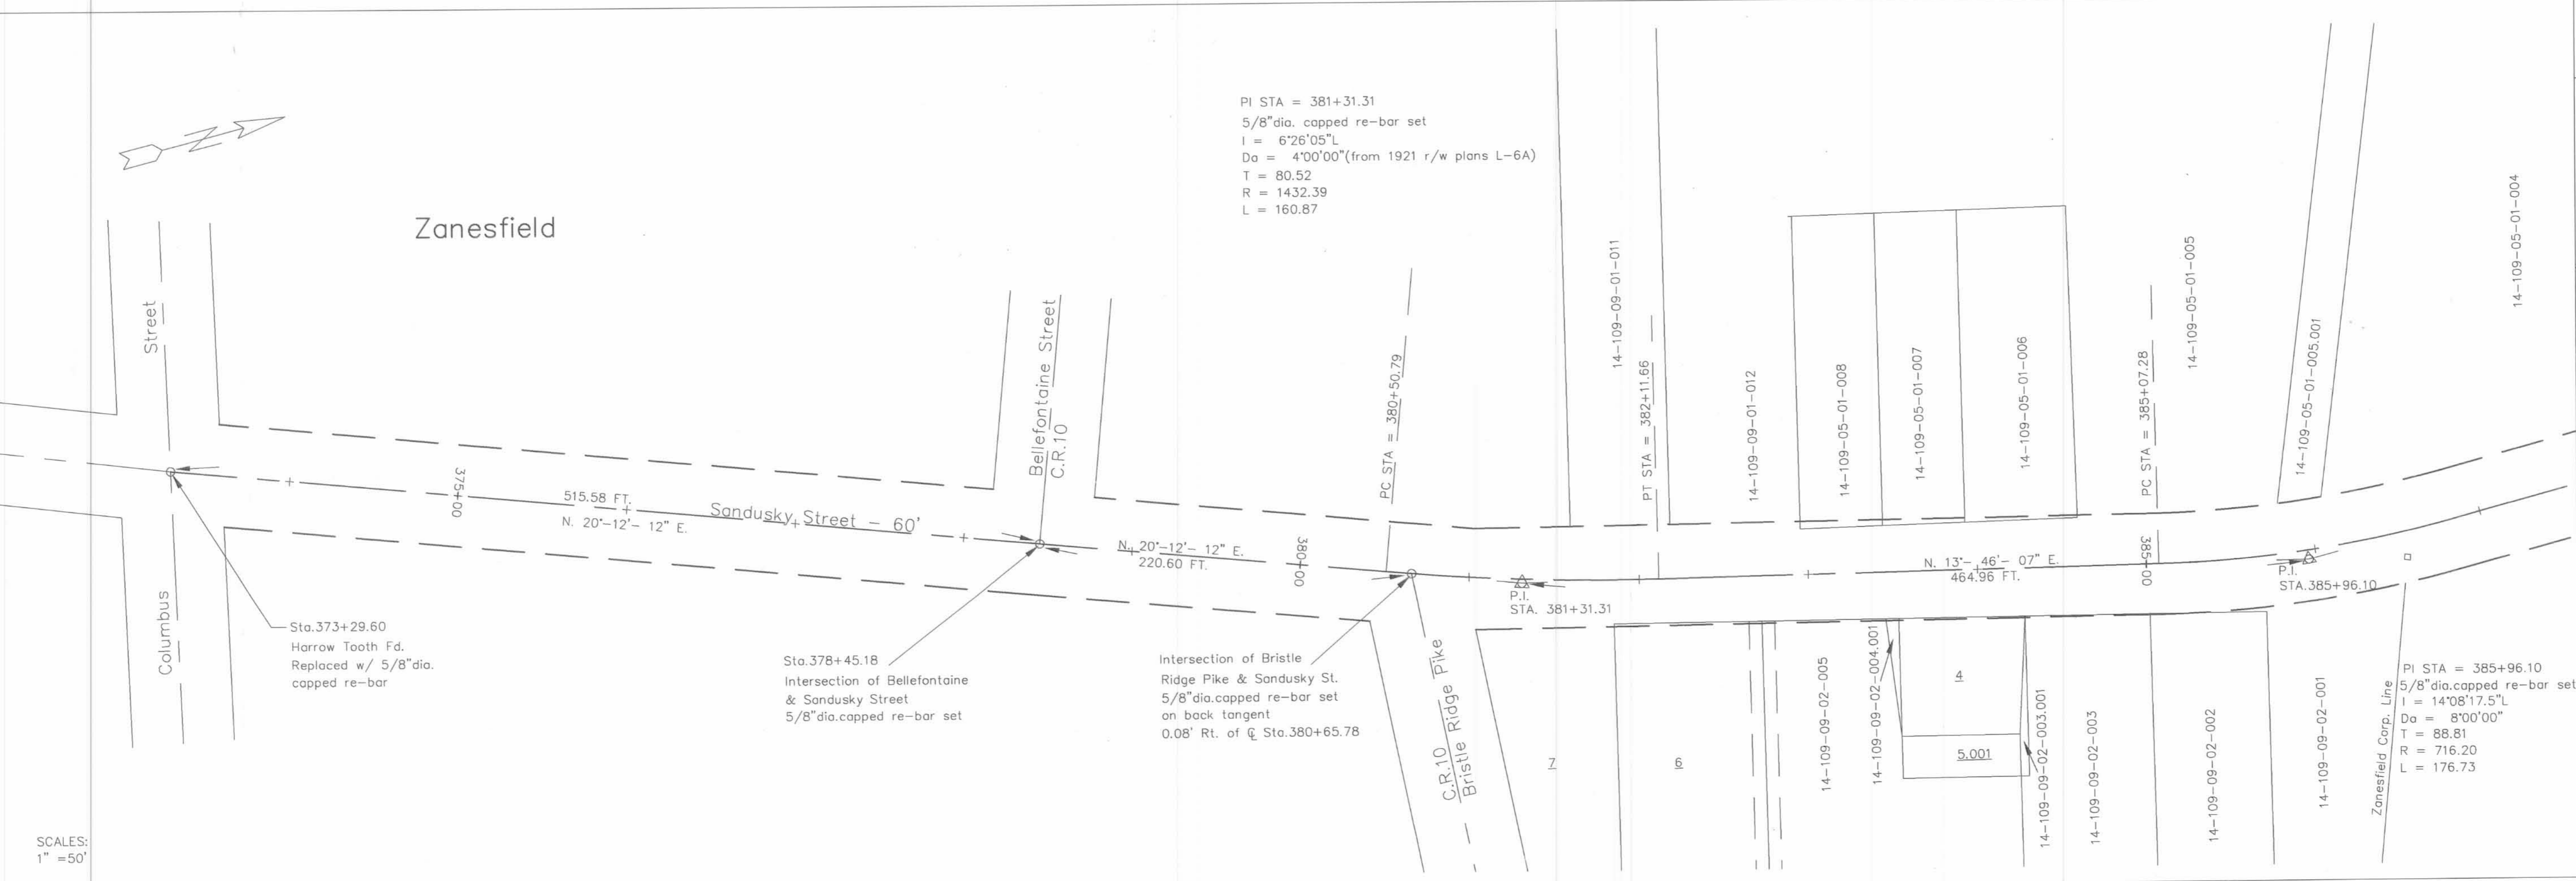 Zanesfield
PI STA = 381+31.31
5/8"dia. capped re-bar set
I = 6°26'05"L
Da = 4°00'00"(from 1921 r/w plans L-6A)
T = 80.52
R = 1432.39
L = 160.87
Street
Columbus
Sta.373+29.60
Harrow Tooth Fd.
Replaced w/ 5/8"dia.
capped re-bar
375+00
515.58 FT.
N. 20°-12'- 12" E.
Sandusky Street - 60'
Bellefontaine Street
C.R.10
Sta.378+45.18
Intersection of Bellefontaine
& Sandusky Street
5/8"dia.capped re-bar set
N. 20°-12'- 12" E.
220.60 FT.
380+00
PC STA = 380+50.79
Intersection of Bristle
Ridge Pike & Sandusky St.
5/8"dia.capped re-bar set
on back tangent
0.08' Rt. of ℄ Sta.380+65.78
C.R.10
Bristle Ridge Pike
P.I.
STA. 381+31.31
14-109-09-01-011
PT STA = 382+11.66
14-109-09-01-012
14-109-05-01-008
14-109-05-01-007
14-109-05-01-006
PC STA = 385+07.28
14-109-05-01-005
14-109-05-01-005.001
14-109-05-01-004
N. 13°- 46'- 07" E.
464.96 FT.
385+00
P.I.
STA.385+96.10
7
6
14-109-09-02-005
14-109-09-02-004.001
4
5.001
14-109-09-02-003.001
14-109-09-02-003
14-109-09-02-002
14-109-09-02-001
Zanesfield Corp. Line
PI STA = 385+96.10
5/8"dia.capped re-bar set
I = 14°08'17.5"L
Da = 8°00'00"
T = 88.81
R = 716.20
L = 176.73
SCALES:
1" =50'
N